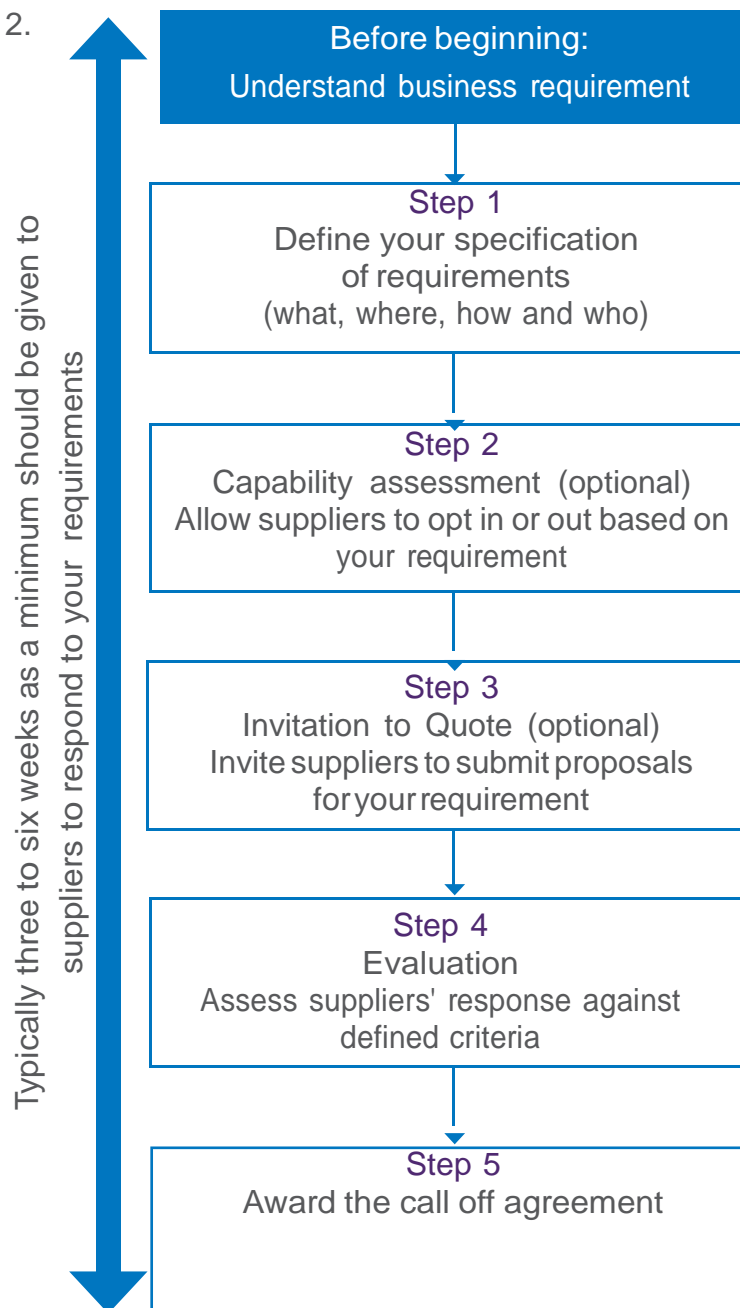 2.
Before beginning:
Understand business requirement
Typically three to six weeks as a minimum should be given to
suppliers to respond to your requirements
Step 1
Define your specification
of requirements
(what, where, how and who)
Step 2
Capability assessment (optional)
Allow suppliers to opt in or out based on
your requirement
Step 3
Invitation to Quote (optional)
Invite suppliers to submit proposals
for your requirement
Step 4
Evaluation
Assess suppliers' response against
defined criteria
Step 5
Award the call off agreement